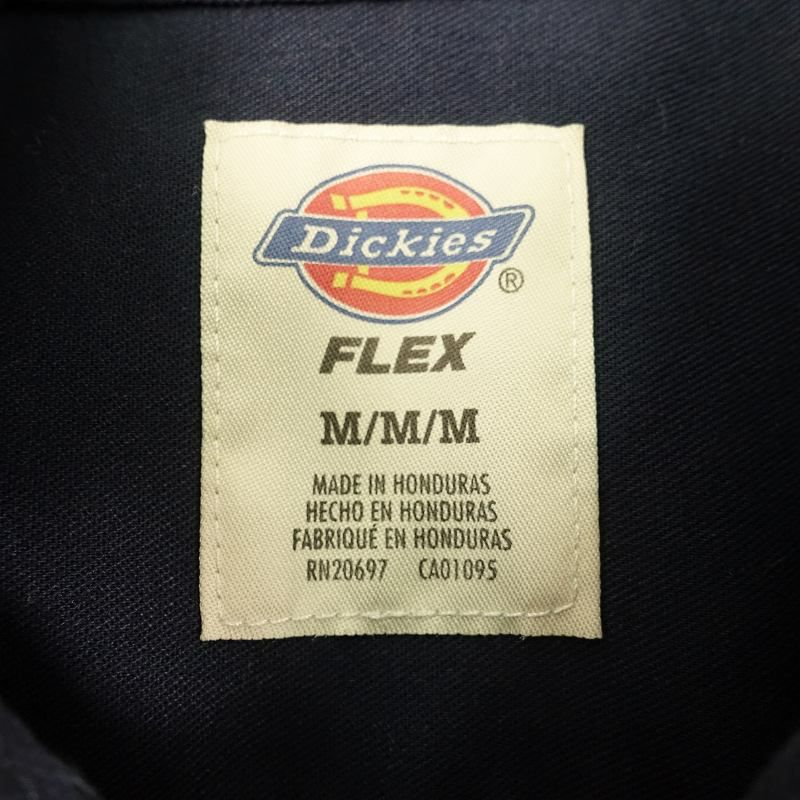 Dickies
®
FLEX
M/M/M
MADE IN HONDURAS
HECHO EN HONDURAS
FABRIQUÉ EN HONDURAS
RN20697 CA01095